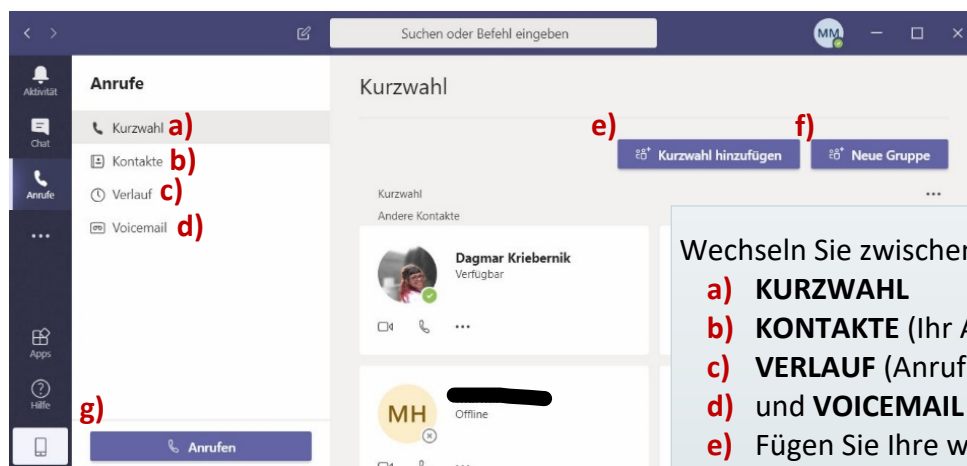 Suchen oder Befehl eingeben
MM
Aktivität
Chat
Anrufe
Apps
Hilfe
Anrufe
Kurzwahl a)
Kontakte b)
Verlauf c)
Voicemail d)
g)
Anrufen
Kurzwahl
e) f)
Kurzwahl hinzufügen
Neue Gruppe
Kurzwahl
Andere Kontakte
Dagmar Kriebernik
Verfügbar
MH
Offline
Wechseln Sie zwischen
a) KURZWAHL
b) KONTAKTE (Ihr A
c) VERLAUF (Anruf
d) und VOICEMAIL
e) Fügen Sie Ihre w